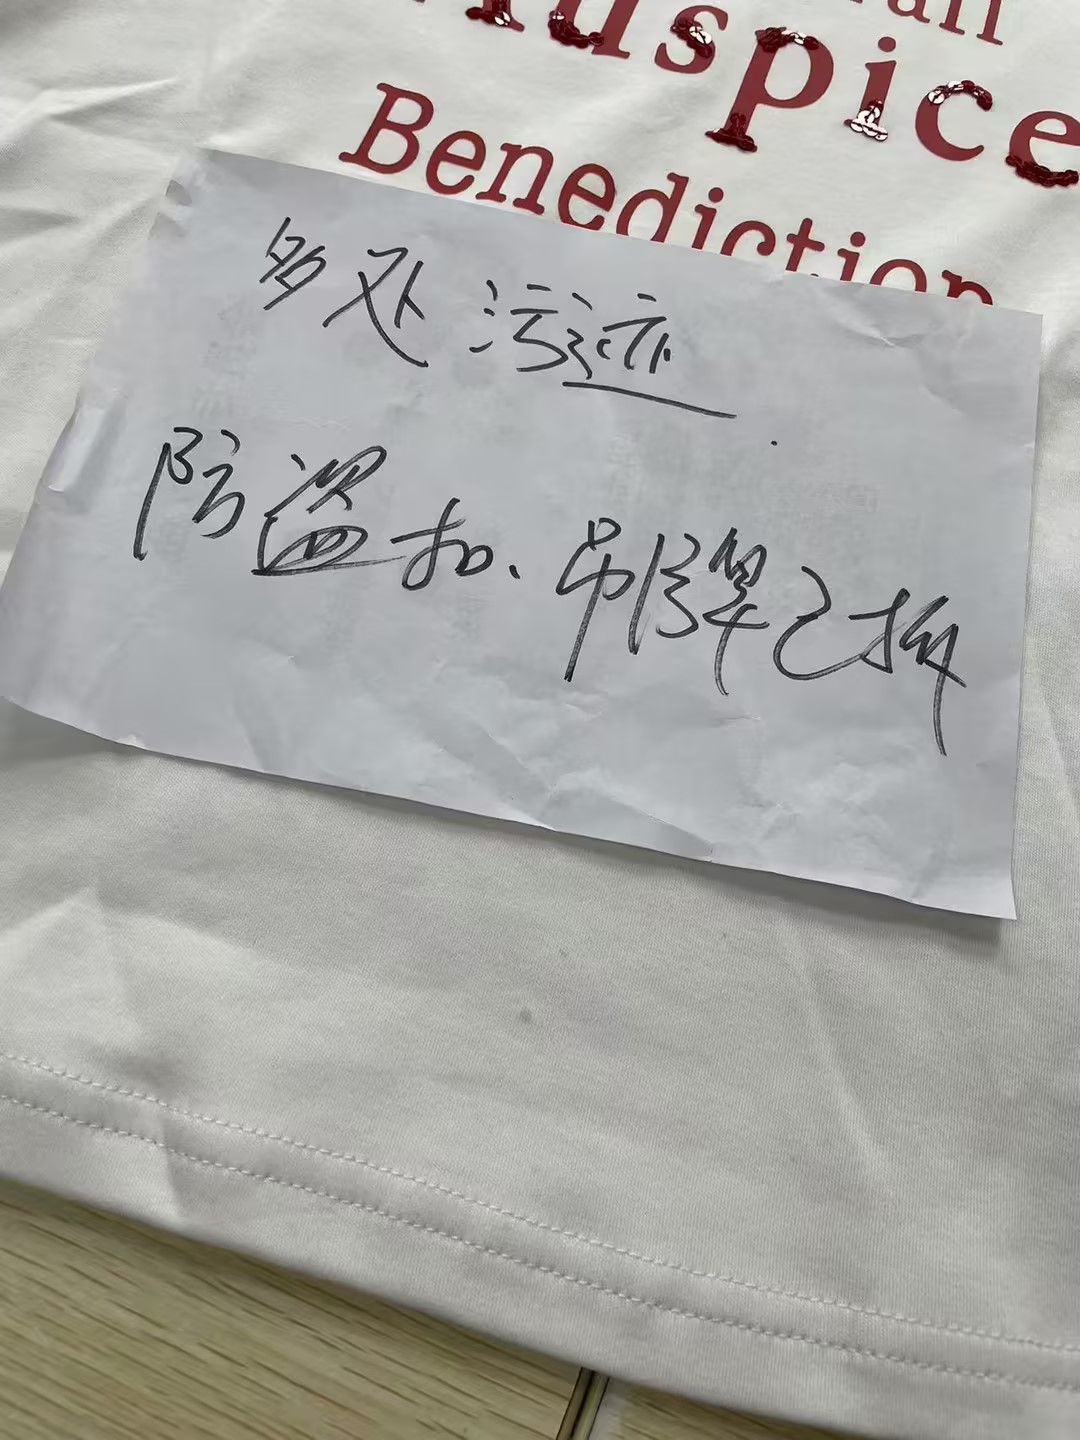 Auspice
Benediction
多处污迹.
防盗扣、吊牌已拆